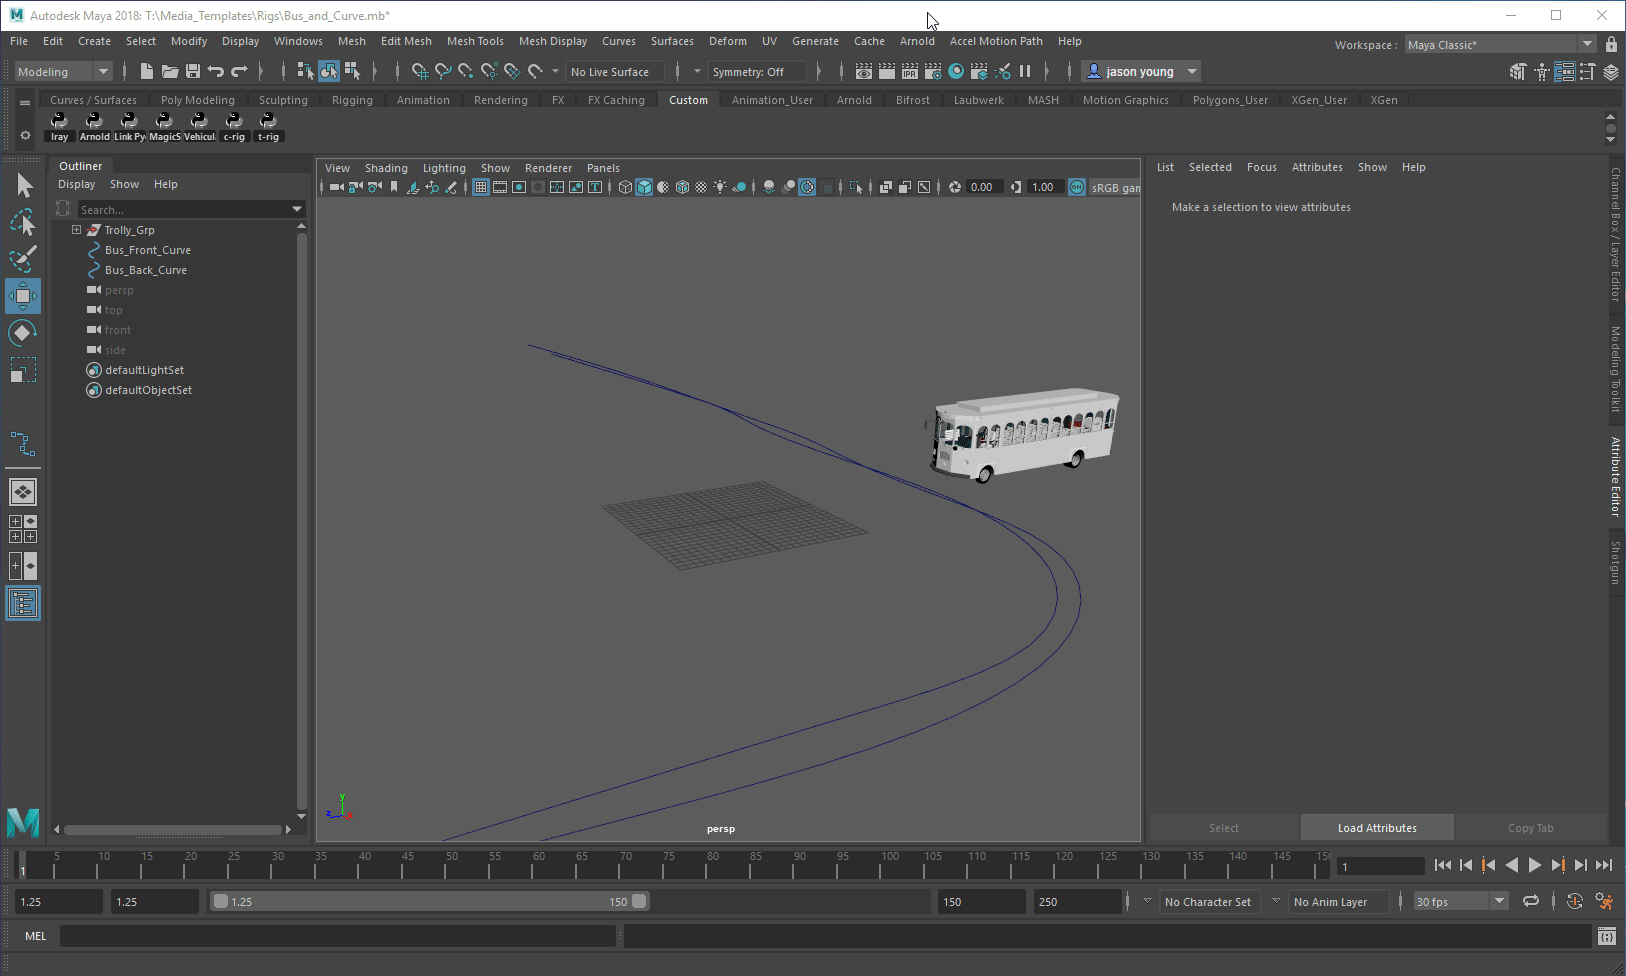 Autodesk Maya 2018: T:\Media_Templates\Rigs\Bus_and_Curve.mb*
File Edit Create Select Modify Display Windows Mesh Edit Mesh Mesh Tools Mesh Display Curves Surfaces Deform UV Generate Cache Arnold Accel Motion Path Help
Workspace : Maya Classic*
Modeling No Live Surface Symmetry: Off IPR jason young
Curves / Surfaces Poly Modeling Sculpting Rigging Animation Rendering FX FX Caching Custom Animation_User Arnold Bifrost Laubwerk MASH Motion Graphics Polygons_User XGen_User XGen
Iray Arnold Link Py MagicS Vehicul c-rig t-rig
Outliner
Display Show Help
Search...
Trolly_Grp
Bus_Front_Curve
Bus_Back_Curve
persp
top
front
side
defaultLightSet
defaultObjectSet
View Shading Lighting Show Renderer Panels
0.00 1.00 ON sRGB gam
y
z
persp
List Selected Focus Attributes Show Help
Make a selection to view attributes
Select Load Attributes Copy Tab
Channel Box / Layer Editor
Modeling Toolkit
Attribute Editor
Shotgun
1 5 10 15 20 25 30 35 40 45 50 55 60 65 70 75 80 85 90 95 100 105 110 115 120 125 130 135 140 145 150 1
1.25 1.25 1.25 150 150 250 No Character Set No Anim Layer 30 fps
MEL